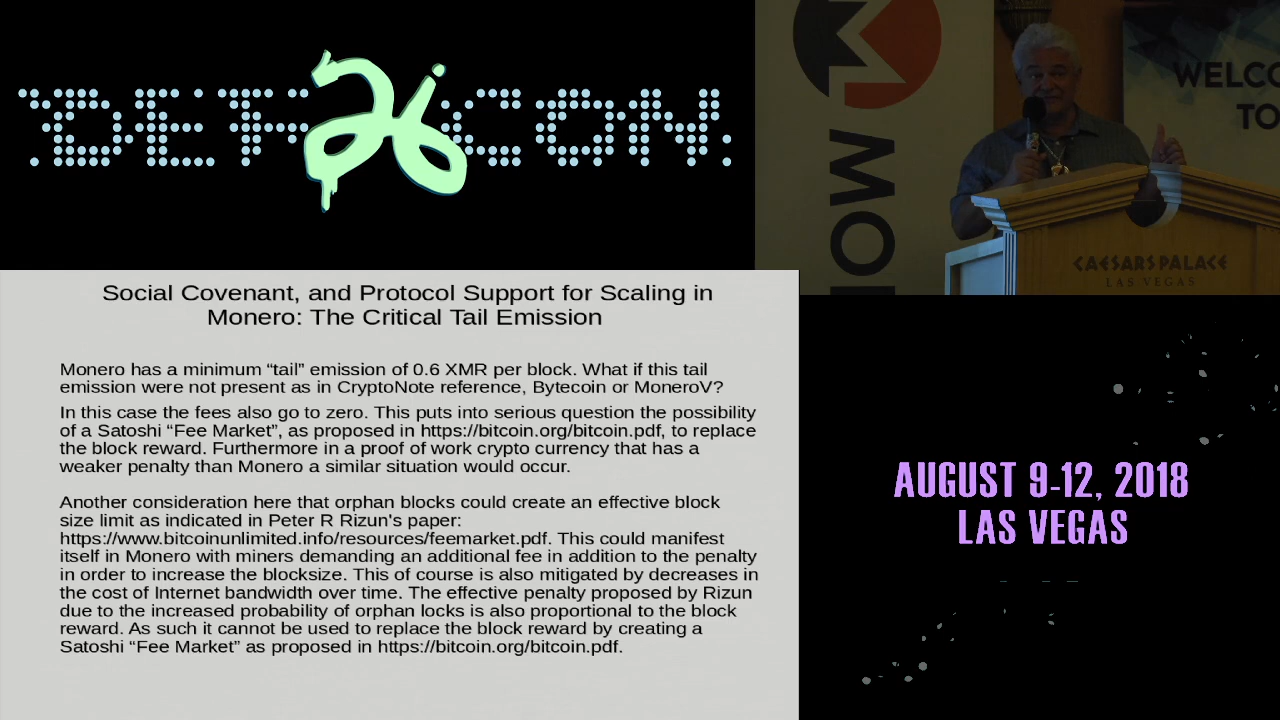 DEF 26 CON
WELCO
TO
MOW
CAESARS PALACE
LAS VEGAS
Social Covenant, and Protocol Support for Scaling in
Monero: The Critical Tail Emission
Monero has a minimum “tail” emission of 0.6 XMR per block. What if this tail
emission were not present as in CryptoNote reference, Bytecoin or MoneroV?
In this case the fees also go to zero. This puts into serious question the possibility
of a Satoshi “Fee Market”, as proposed in https://bitcoin.org/bitcoin.pdf, to replace
the block reward. Furthermore in a proof of work crypto currency that has a
weaker penalty than Monero a similar situation would occur.
Another consideration here that orphan blocks could create an effective block
size limit as indicated in Peter R Rizun's paper:
https://www.bitcoinunlimited.info/resources/feemarket.pdf. This could manifest
itself in Monero with miners demanding an additional fee in addition to the penalty
in order to increase the blocksize. This of course is also mitigated by decreases in
the cost of Internet bandwidth over time. The effective penalty proposed by Rizun
due to the increased probability of orphan locks is also proportional to the block
reward. As such it cannot be used to replace the block reward by creating a
Satoshi “Fee Market” as proposed in https://bitcoin.org/bitcoin.pdf.
AUGUST 9-12, 2018
LAS VEGAS